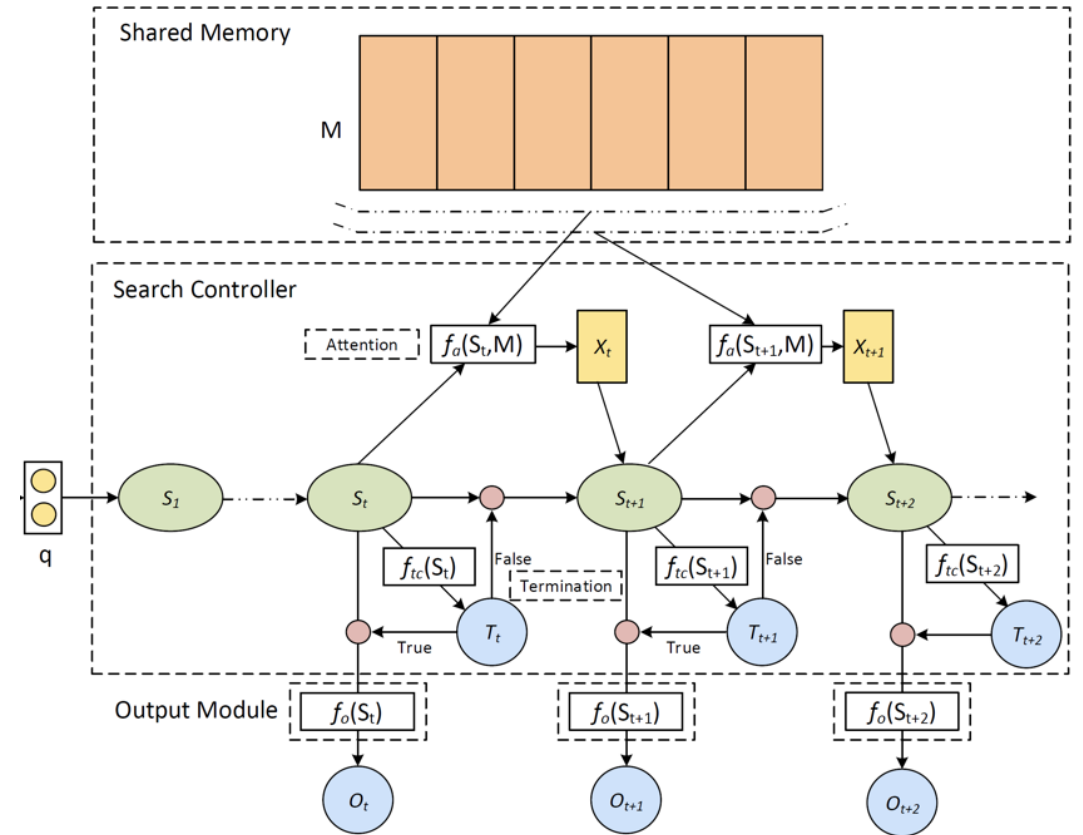 Shared Memory
M
Search Controller
Attention
fa(St,M)
Xt
fa(St+1,M)
Xt+1
q
S1
St
St+1
St+2
ftc(St)
False
Termination
ftc(St+1)
False
ftc(St+2)
True
Tt
True
Tt+1
Tt+2
Output Module
fo(St)
fo(St+1)
fo(St+2)
Ot
Ot+1
Ot+2